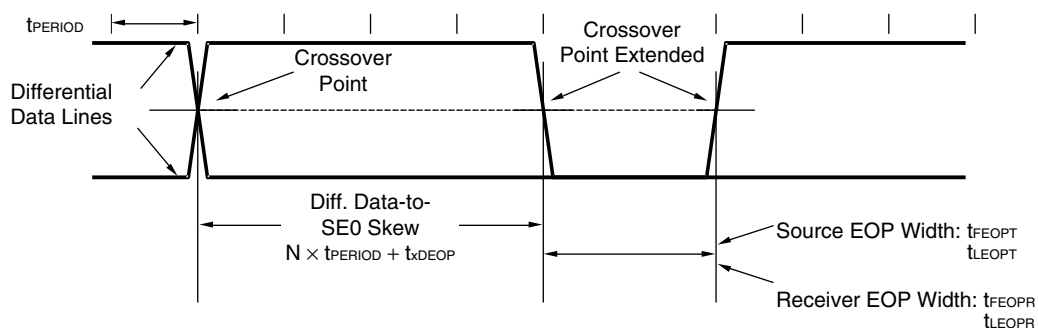 tPERIOD
Crossover
Point
Crossover
Point Extended
Differential
Data Lines
Diff. Data-to-
SE0 Skew
N × tPERIOD + txDEOP
Source EOP Width: tFEOPT
tLEOPT
Receiver EOP Width: tFEOPR
tLEOPR